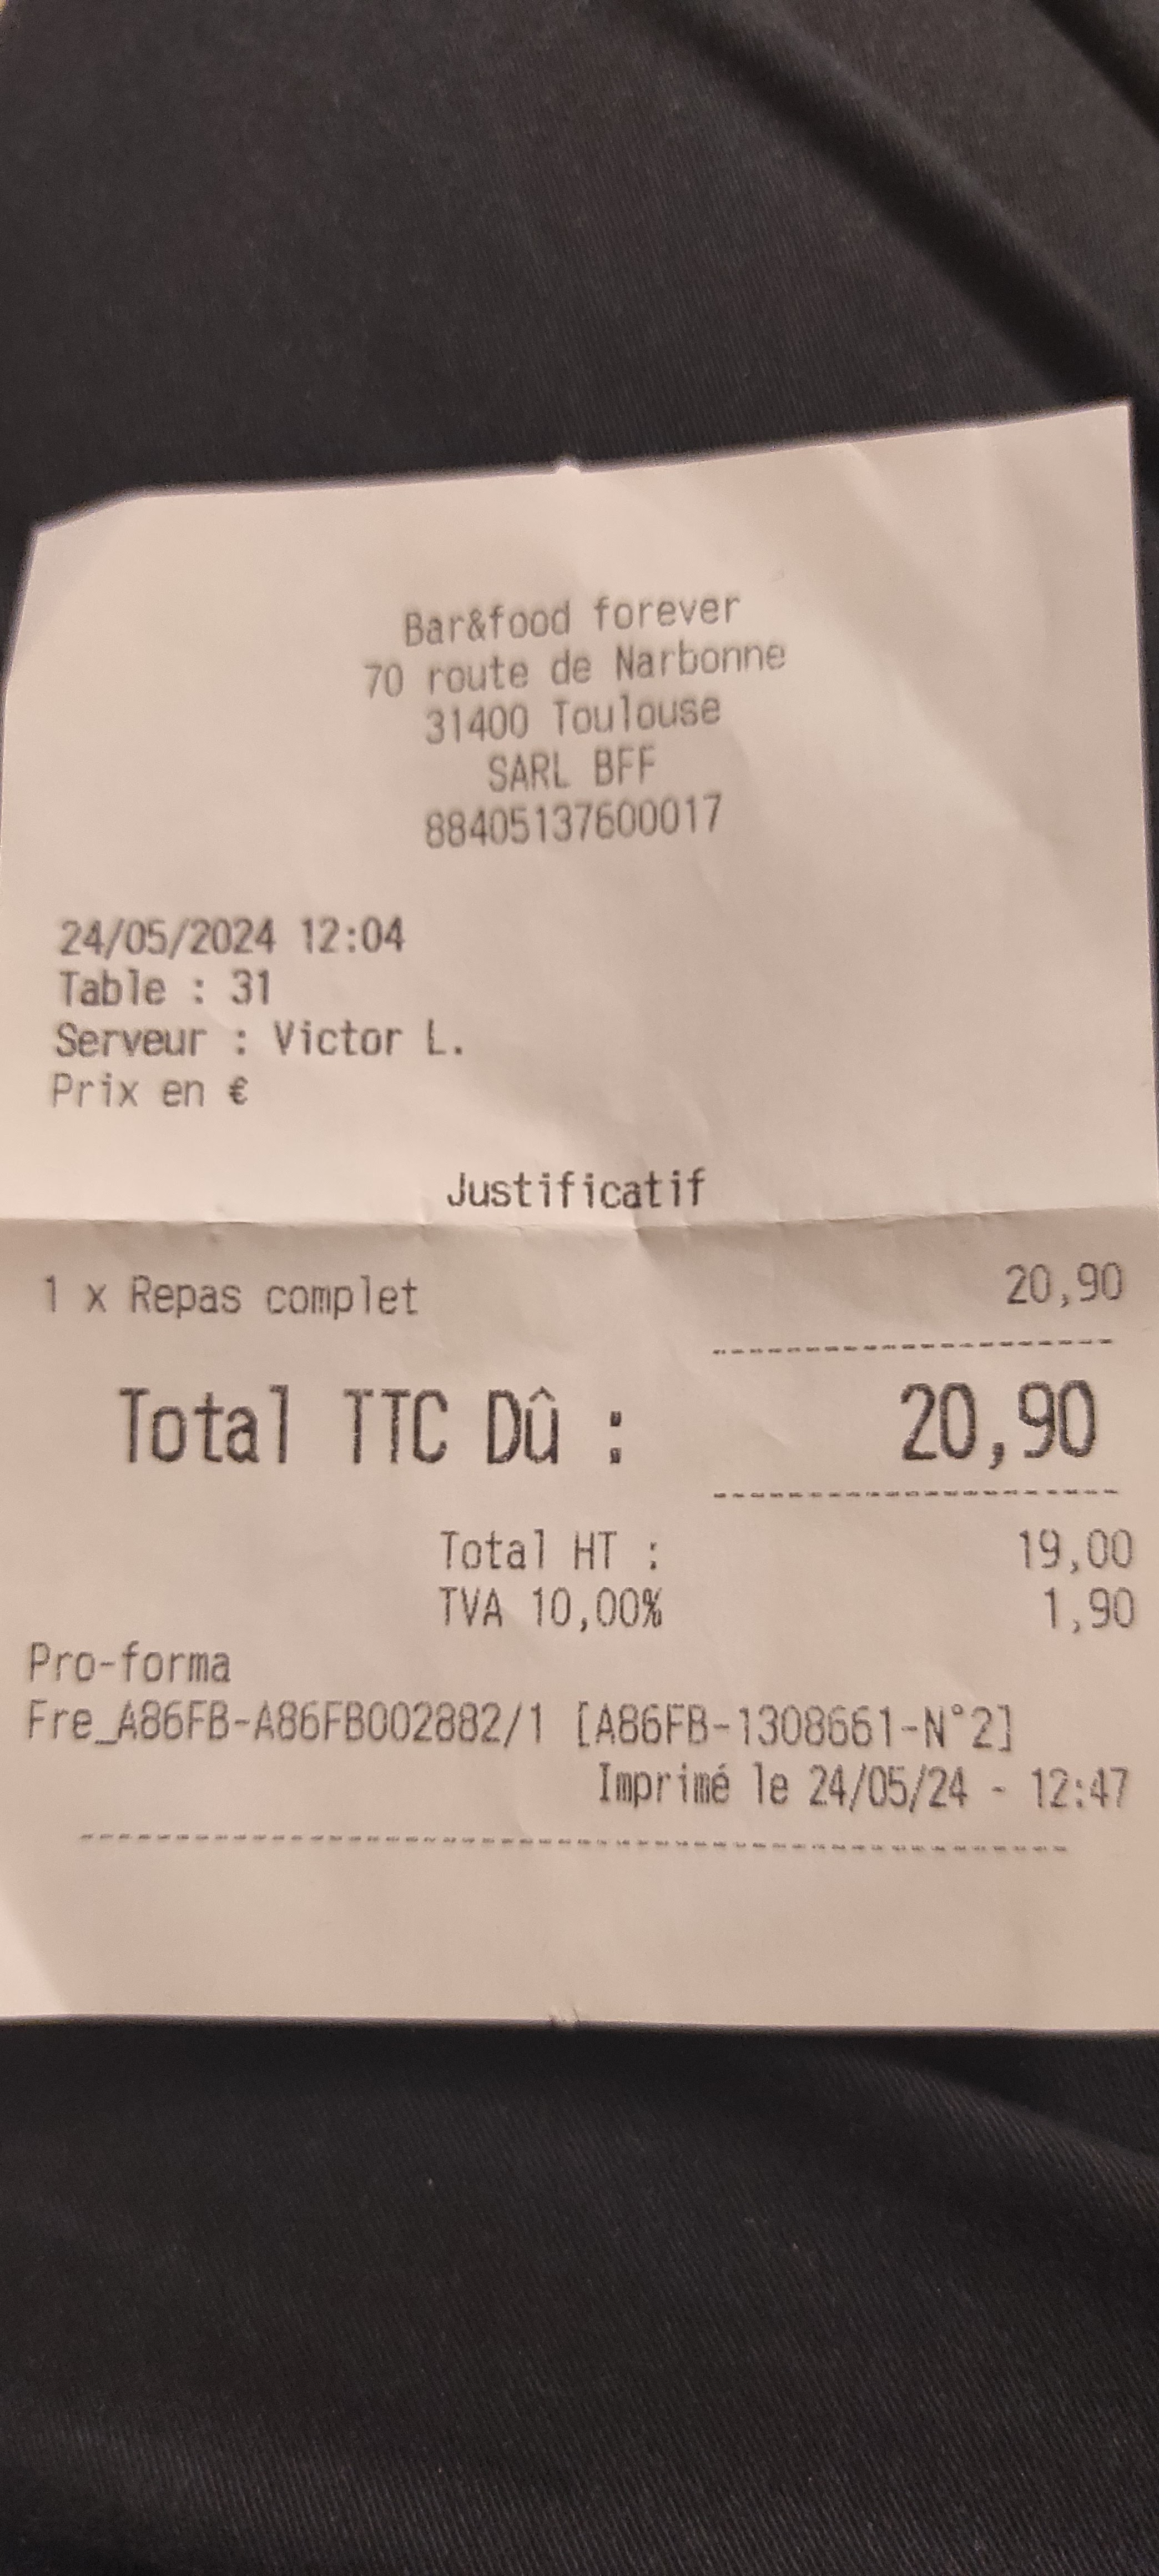 Bar&food forever
70 route de Narbonne
31400 Toulouse
SARL BFF
88405137600017
24/05/2024 12:04
Table : 31
Serveur : Victor L.
Prix en €
Justificatif
1 x Repas complet 20,90
Total TTC Dû : 20,90
Total HT : 19,00
TVA 10,00% 1,90
Pro-forma
Fre_A86FB-A86FB002882/1 [A86FB-1308661-N°2]
Imprimé le 24/05/24 - 12:47